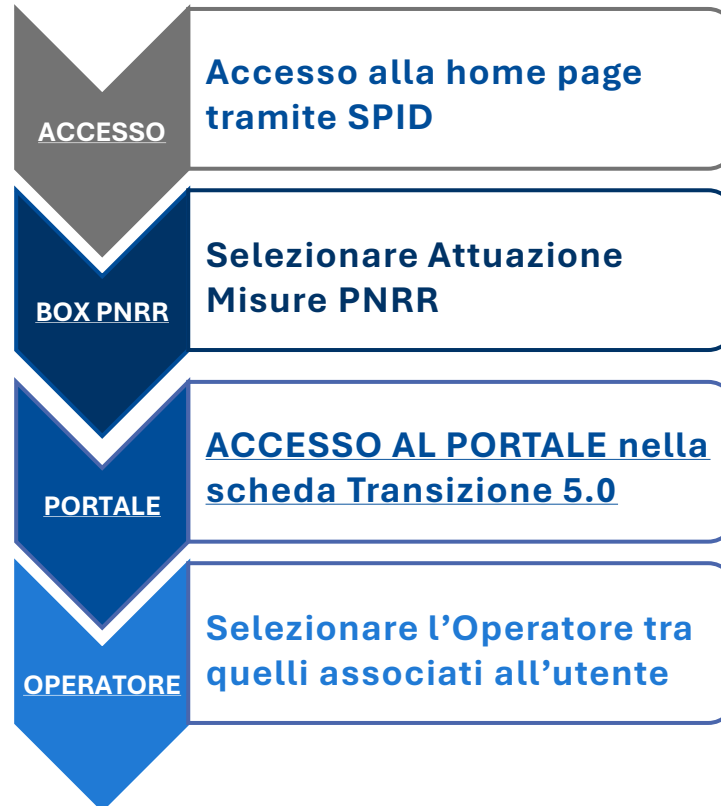 ACCESSO
Accesso alla home page
tramite SPID
BOX PNRR
Selezionare Attuazione
Misure PNRR
PORTALE
ACCESSO AL PORTALE nella
scheda Transizione 5.0
OPERATORE
Selezionare l’Operatore tra
quelli associati all’utente